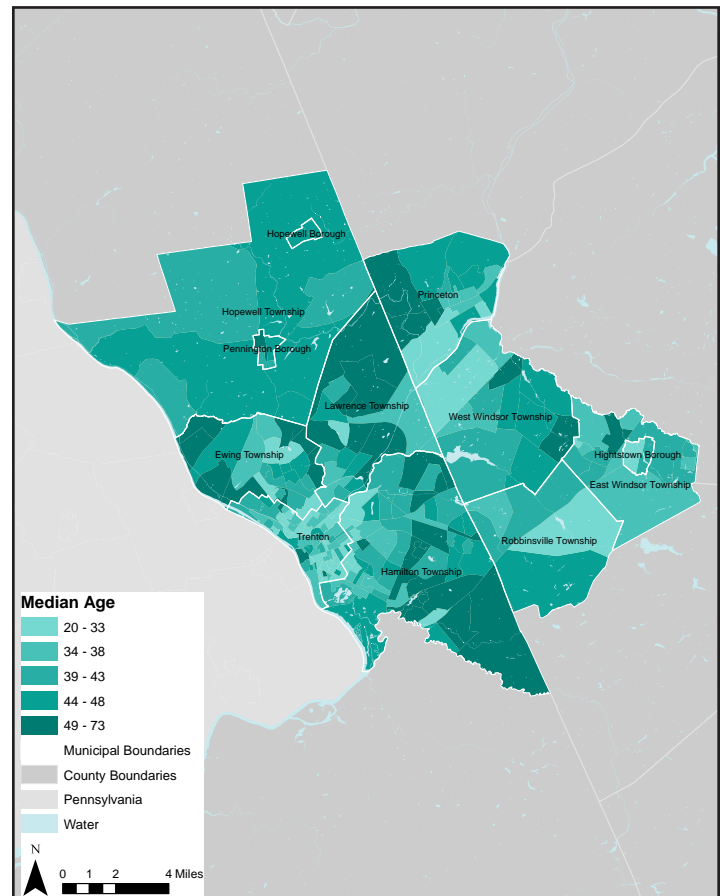 Hopewell Borough
Princeton
Hopewell Township
Pennington Borough
Lawrence Township
West Windsor Township
Ewing Township
Hightstown Borough
East Windsor Township
Trenton
Robbinsville Township
Hamilton Township
Median Age
20 - 33
34 - 38
39 - 43
44 - 48
49 - 73
Municipal Boundaries
County Boundaries
Pennsylvania
Water
N
0 1 2 4 Miles